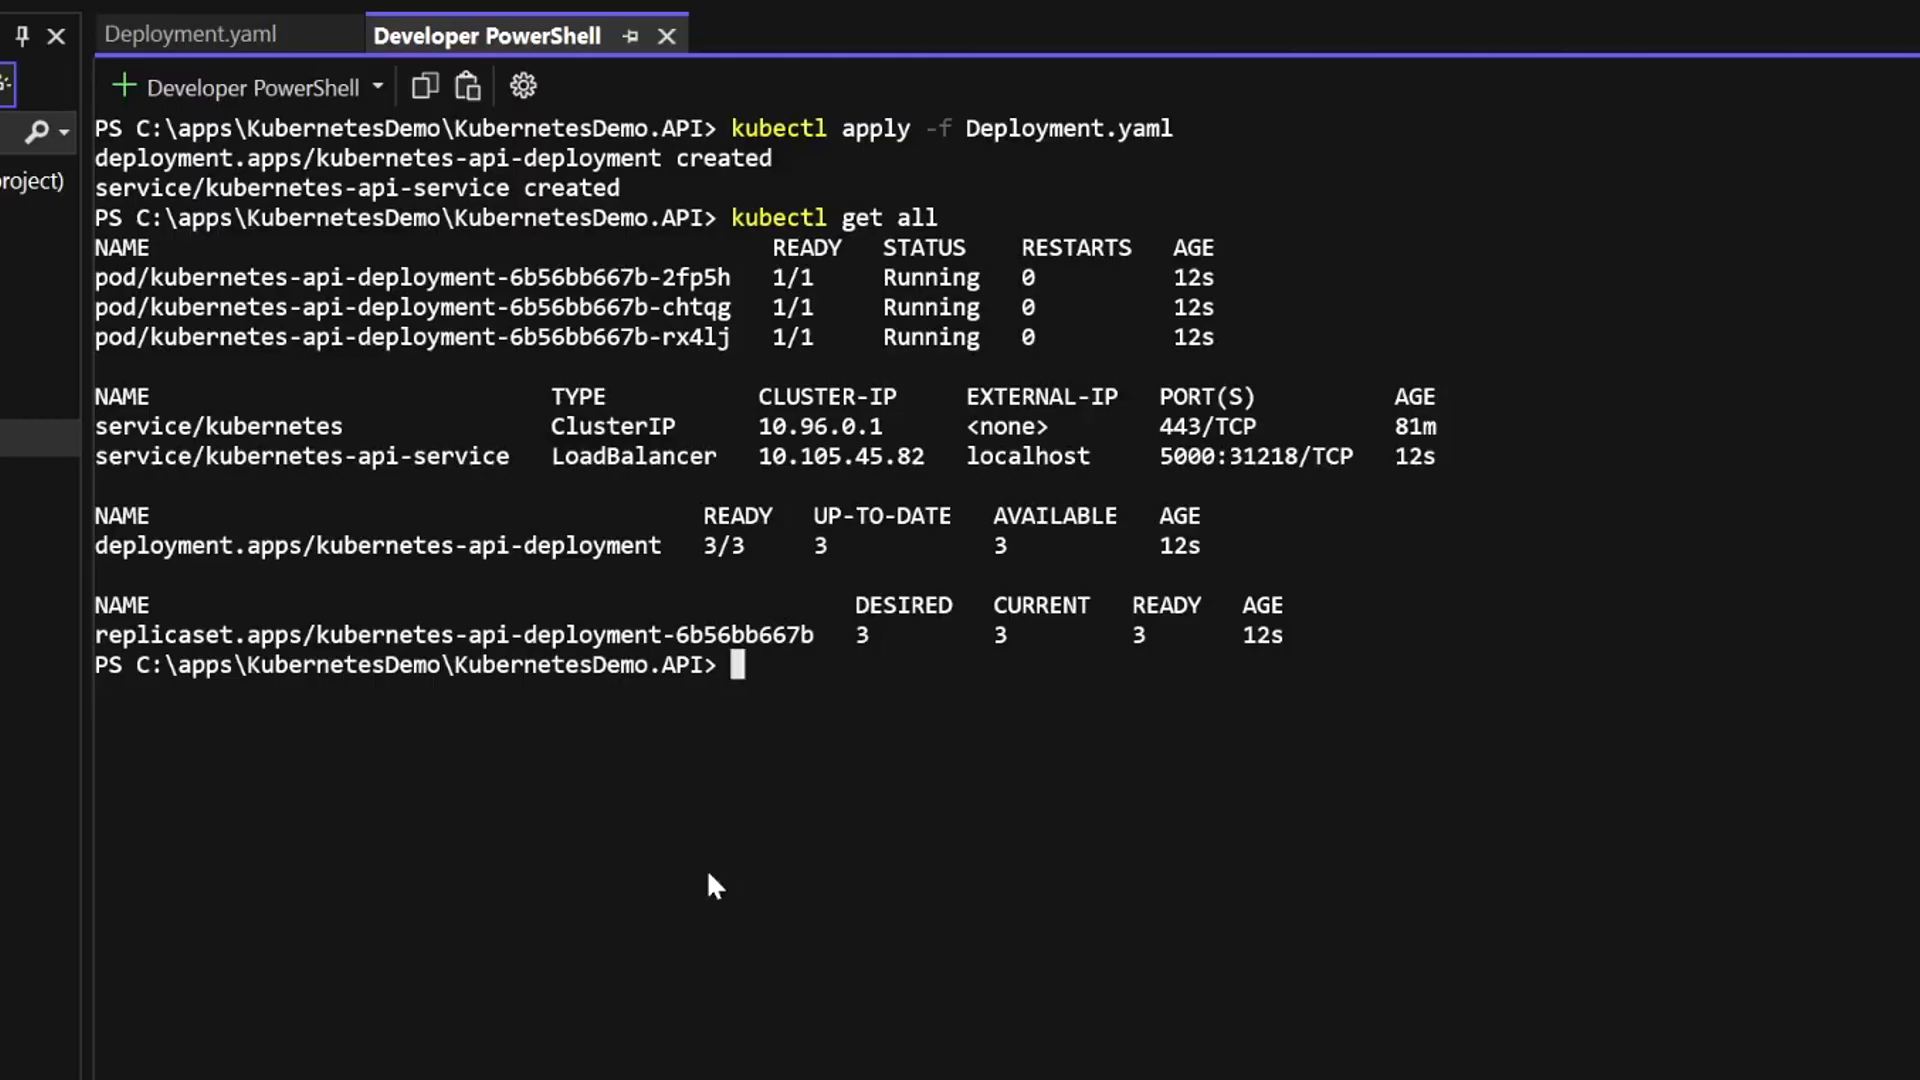 Deployment.yaml
Developer PowerShell
Developer PowerShell
roject)
PS C:\apps\KubernetesDemo\KubernetesDemo.API> kubectl apply -f Deployment.yaml
deployment.apps/kubernetes-api-deployment created
service/kubernetes-api-service created
PS C:\apps\KubernetesDemo\KubernetesDemo.API> kubectl get all
NAME READY STATUS RESTARTS AGE
pod/kubernetes-api-deployment-6b56bb667b-2fp5h 1/1 Running 0 12s
pod/kubernetes-api-deployment-6b56bb667b-chtqg 1/1 Running 0 12s
pod/kubernetes-api-deployment-6b56bb667b-rx4lj 1/1 Running 0 12s
NAME TYPE CLUSTER-IP EXTERNAL-IP PORT(S) AGE
service/kubernetes ClusterIP 10.96.0.1 <none> 443/TCP 81m
service/kubernetes-api-service LoadBalancer 10.105.45.82 localhost 5000:31218/TCP 12s
NAME READY UP-TO-DATE AVAILABLE AGE
deployment.apps/kubernetes-api-deployment 3/3 3 3 12s
NAME DESIRED CURRENT READY AGE
replicaset.apps/kubernetes-api-deployment-6b56bb667b 3 3 3 12s
PS C:\apps\KubernetesDemo\KubernetesDemo.API>